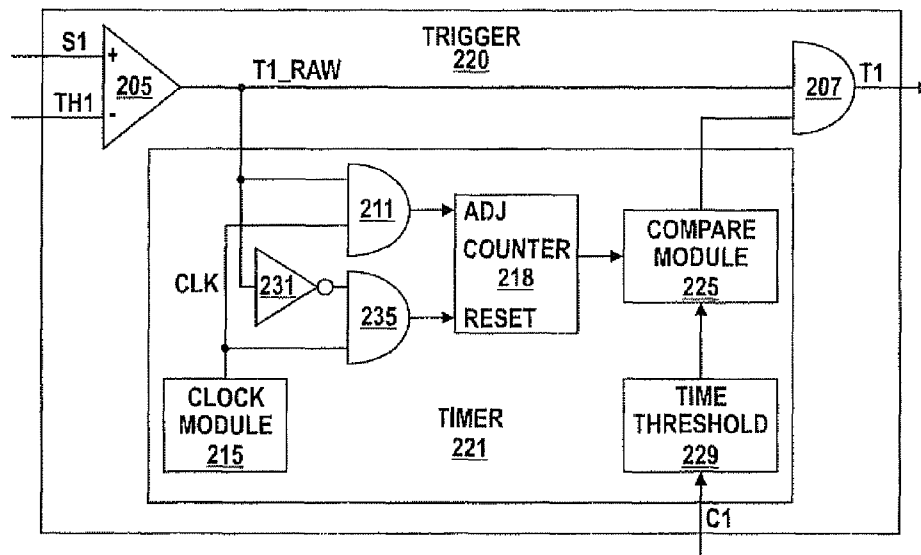 S1
+
205
TH1
-
T1_RAW
TRIGGER
220
207
T1
211
ADJ
COUNTER
218
RESET
COMPARE
MODULE
225
CLK
231
235
CLOCK
MODULE
215
TIMER
221
TIME
THRESHOLD
229
C1